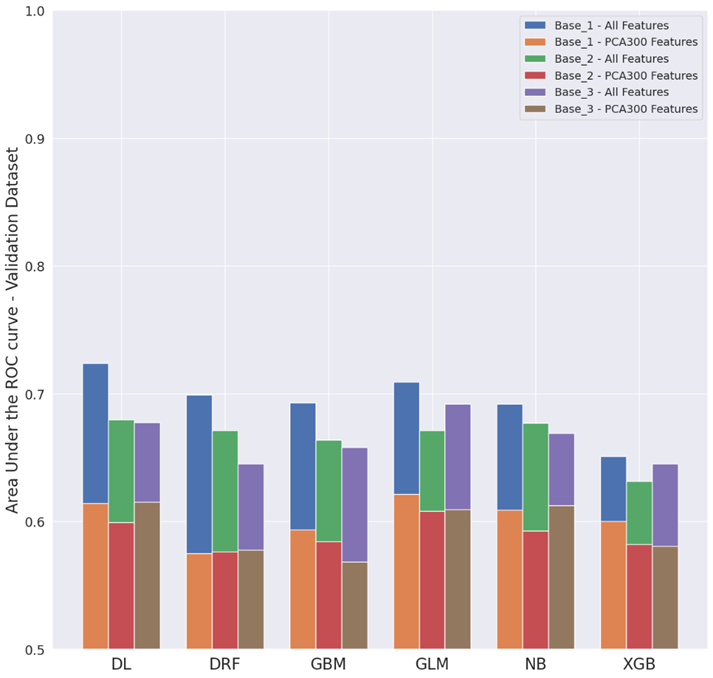 1.0
0.9
0.8
0.7
0.6
0.5
Area Under the ROC curve - Validation Dataset
Base_1 - All Features
Base_1 - PCA300 Features
Base_2 - All Features
Base_2 - PCA300 Features
Base_3 - All Features
Base_3 - PCA300 Features
DL DRF GBM GLM NB XGB